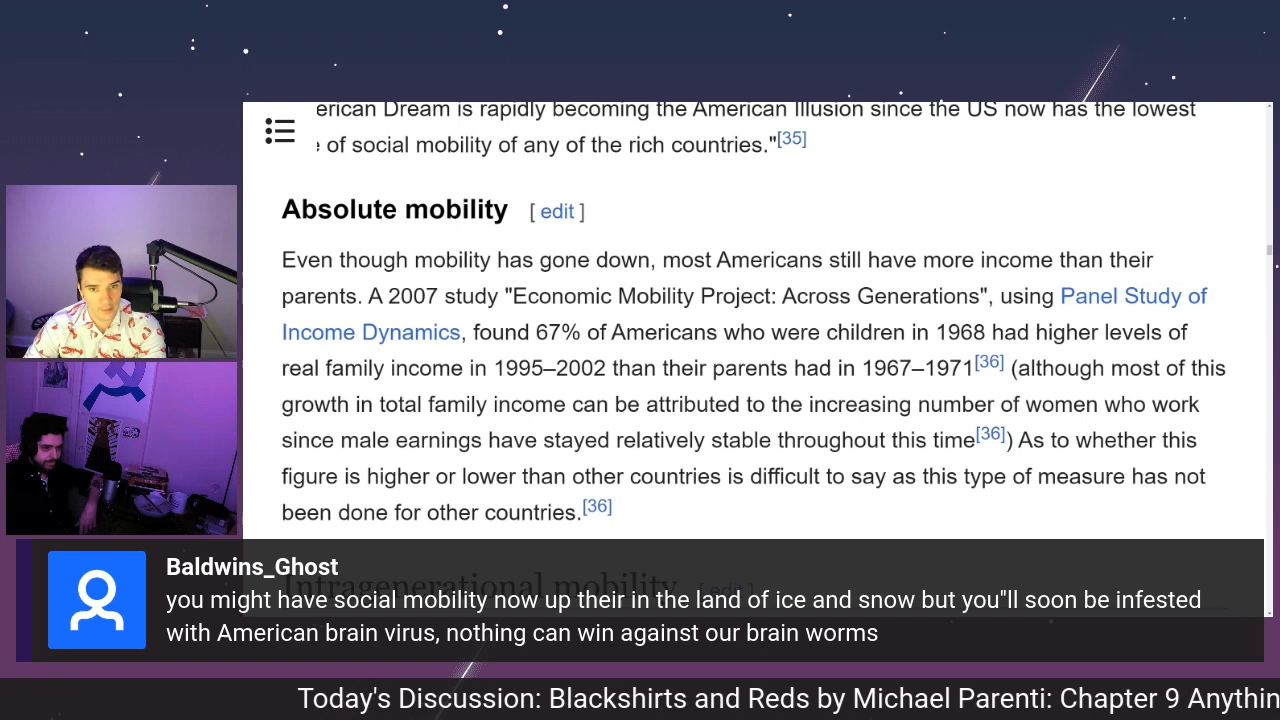 erican Dream is rapidly becoming the American Illusion since the US now has the lowest
e of social mobility of any of the rich countries."[35]
Absolute mobility [ edit ]
Even though mobility has gone down, most Americans still have more income than their
parents. A 2007 study "Economic Mobility Project: Across Generations", using Panel Study of
Income Dynamics, found 67% of Americans who were children in 1968 had higher levels of
real family income in 1995–2002 than their parents had in 1967–1971[36] (although most of this
growth in total family income can be attributed to the increasing number of women who work
since male earnings have stayed relatively stable throughout this time[36]) As to whether this
figure is higher or lower than other countries is difficult to say as this type of measure has not
been done for other countries.[36]
Intragenerational mobility [ edit ]
Baldwins_Ghost
you might have social mobility now up their in the land of ice and snow but you"ll soon be infested
with American brain virus, nothing can win against our brain worms
Today's Discussion: Blackshirts and Reds by Michael Parenti: Chapter 9 Anythin